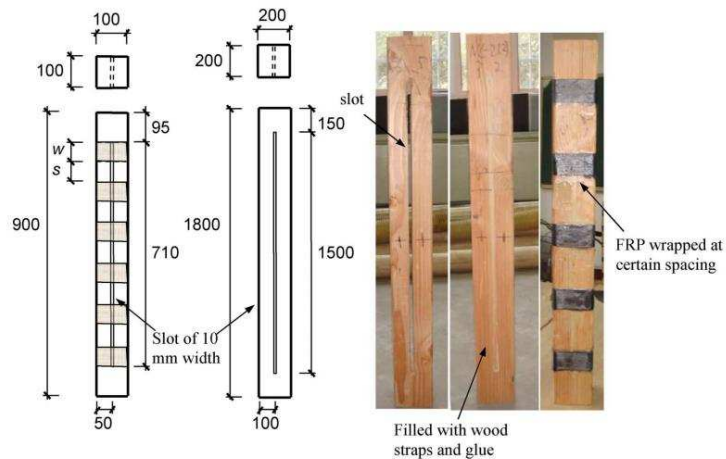 100
200
100
200
95
w
s
900
710
150
1800
1500
Slot of 10
mm width
50
100
slot
FRP wrapped at
certain spacing
Filled with wood
straps and glue